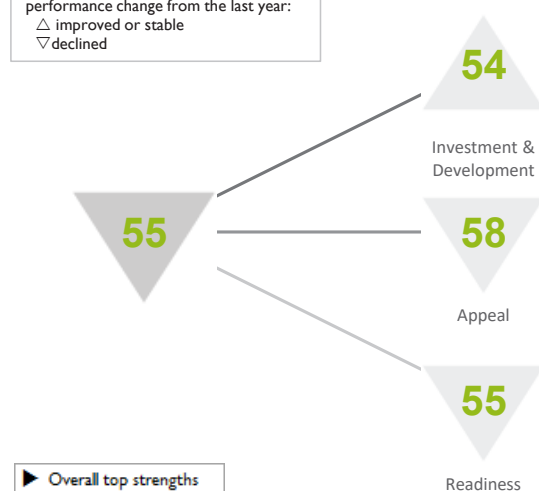 performance change from the last year:
△ improved or stable
▽declined
54
Investment &
Development
55
58
Appeal
55
Readiness
▶ Overall top strengths